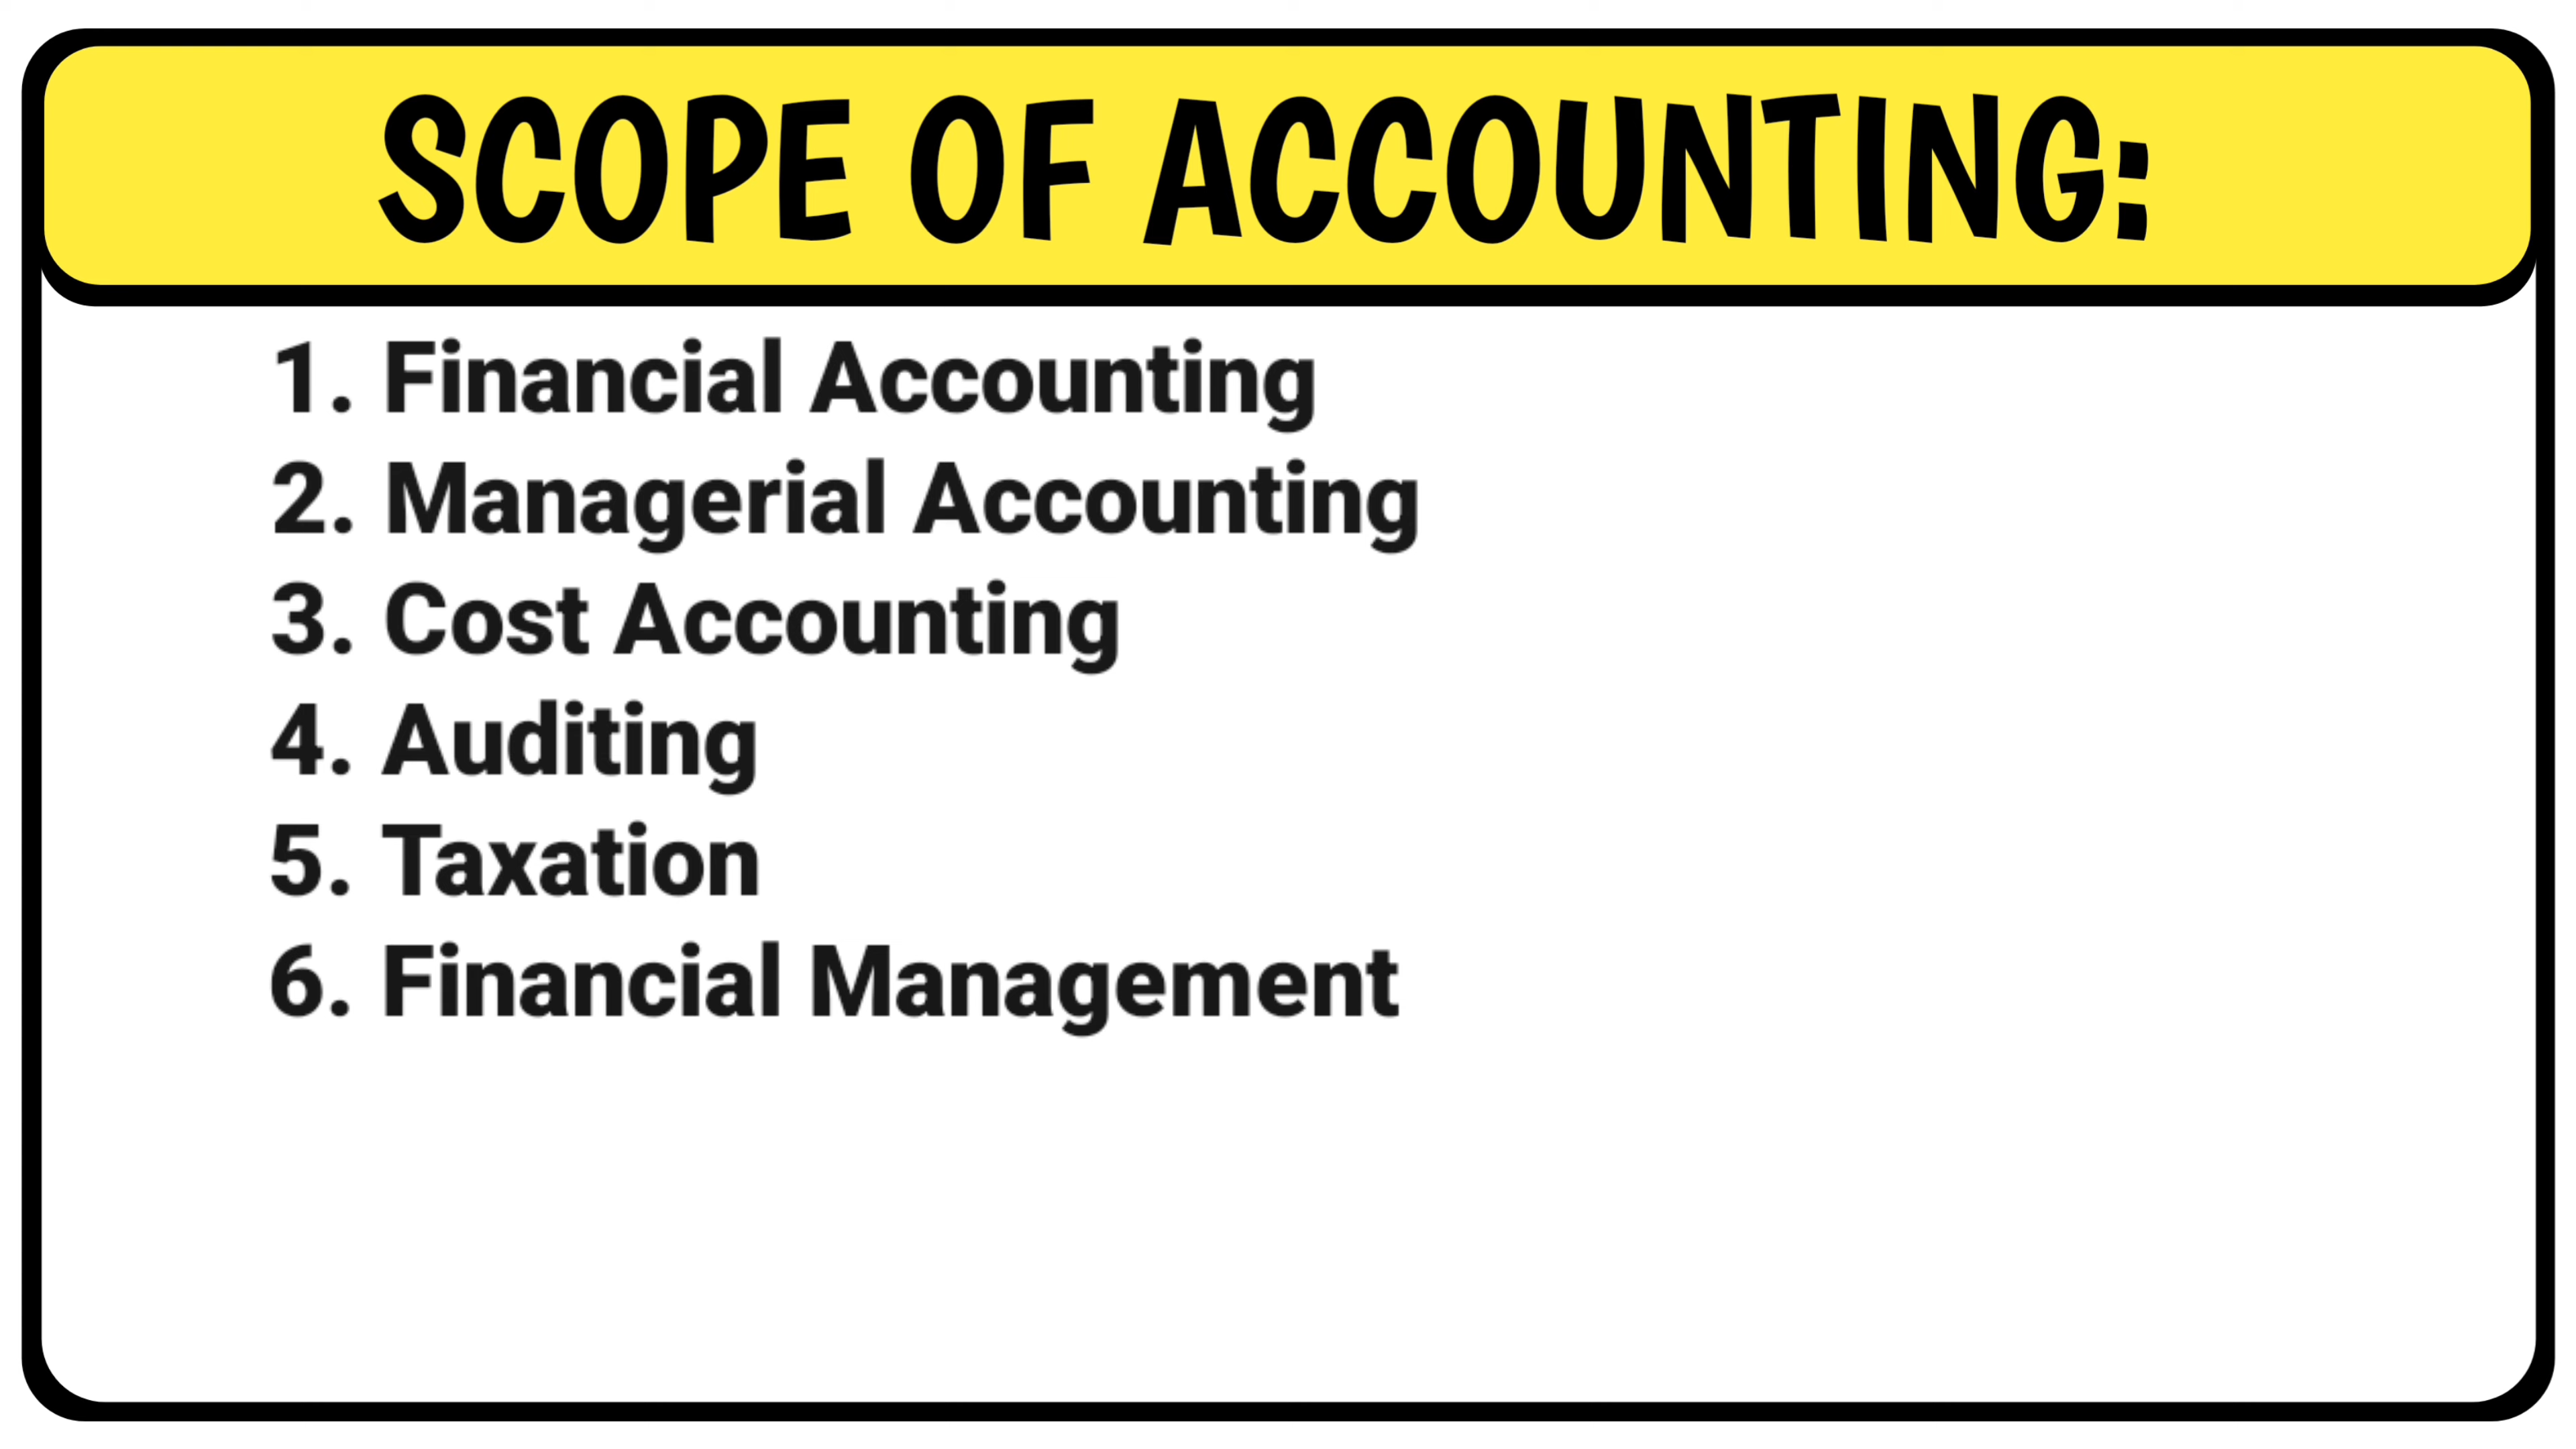 SCOPE OF ACCOUNTING:
1. Financial Accounting
2. Managerial Accounting
3. Cost Accounting
4. Auditing
5. Taxation
6. Financial Management